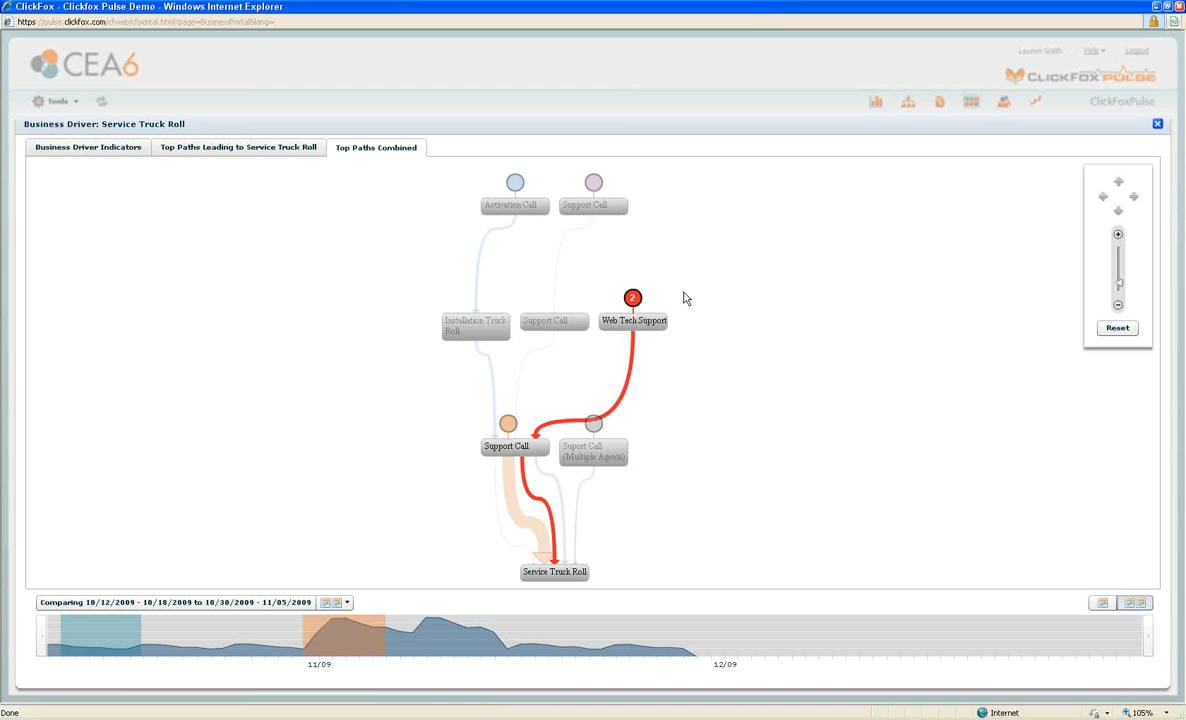 ClickFox - Clickfox Pulse Demo - Windows Internet Explorer
https://pulse.clickfox.com/cfweb/cfportal.html?page=BusinessPortal&lang=
CEA6
Lauren Smith Help Logout
CLICKFOX PULSE
Tools
ClickFoxPulse
Business Driver: Service Truck Roll
Business Driver Indicators
Top Paths Leading to Service Truck Roll
Top Paths Combined
Activation Call
Support Call
2
Installation Truck
Roll
Support Call
Web Tech Support
Support Call
Suport Call
(Multiple Agents)
Service Truck Roll
Reset
Comparing 10/12/2009 - 10/18/2009 to 10/30/2009 - 11/05/2009
11/09
12/09
Done
Internet
105%